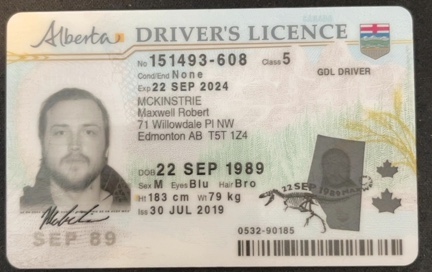 Alberta DRIVER'S LICENCE
No 151493-608 Class 5
Cond/End None GDL DRIVER
Exp 22 SEP 2024
MCKINSTRIE
Maxwell Robert
71 Willowdale Pl NW
Edmonton AB T5T 1Z4
DOB 22 SEP 1989
Sex M Eyes Blu Hair Bro
Ht 183 cm Wt 79 kg
Iss 30 JUL 2019
22 SEP 1989
SEP 89
0532-90185